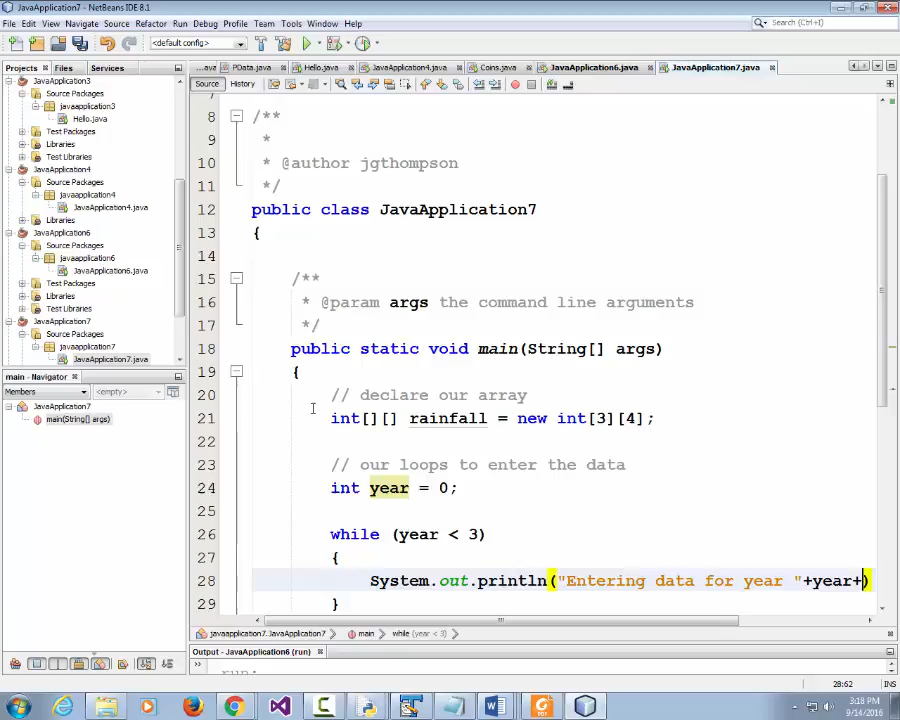 JavaApplication7 - NetBeans IDE 8.1
File Edit View Navigate Source Refactor Run Debug Profile Team Tools Window Help
Search (Ctrl+I)
<default config>
Projects Files Services
...ava PData.java Hello.java JavaApplication4.java Coins.java JavaApplication6.java JavaApplication7.java
Source History
JavaApplication3
Source Packages
javaapplication3
Hello.java
Test Packages
Libraries
Test Libraries
JavaApplication4
Source Packages
javaapplication4
JavaApplication4.java
Libraries
JavaApplication6
Source Packages
javaapplication6
JavaApplication6.java
Test Packages
Libraries
Test Libraries
JavaApplication7
Source Packages
javaapplication7
JavaApplication7.java
main - Navigator
Members <empty>
JavaApplication7
main(String[] args)
8 /**
9 *
10 * @author jgthompson
11 */
12 public class JavaApplication7
13 {
14
15 /**
16 * @param args the command line arguments
17 */
18 public static void main(String[] args)
19 {
20 // declare our array
21 int[][] rainfall = new int[3][4];
22
23 // our loops to enter the data
24 int year = 0;
25
26 while (year < 3)
27 {
28 System.out.println("Entering data for year "+year+)
29 }
javaapplication7.JavaApplication7 main while (year < 3)
Output - JavaApplication6 (run)
run:
28:62 INS
3:18 PM
9/14/2016